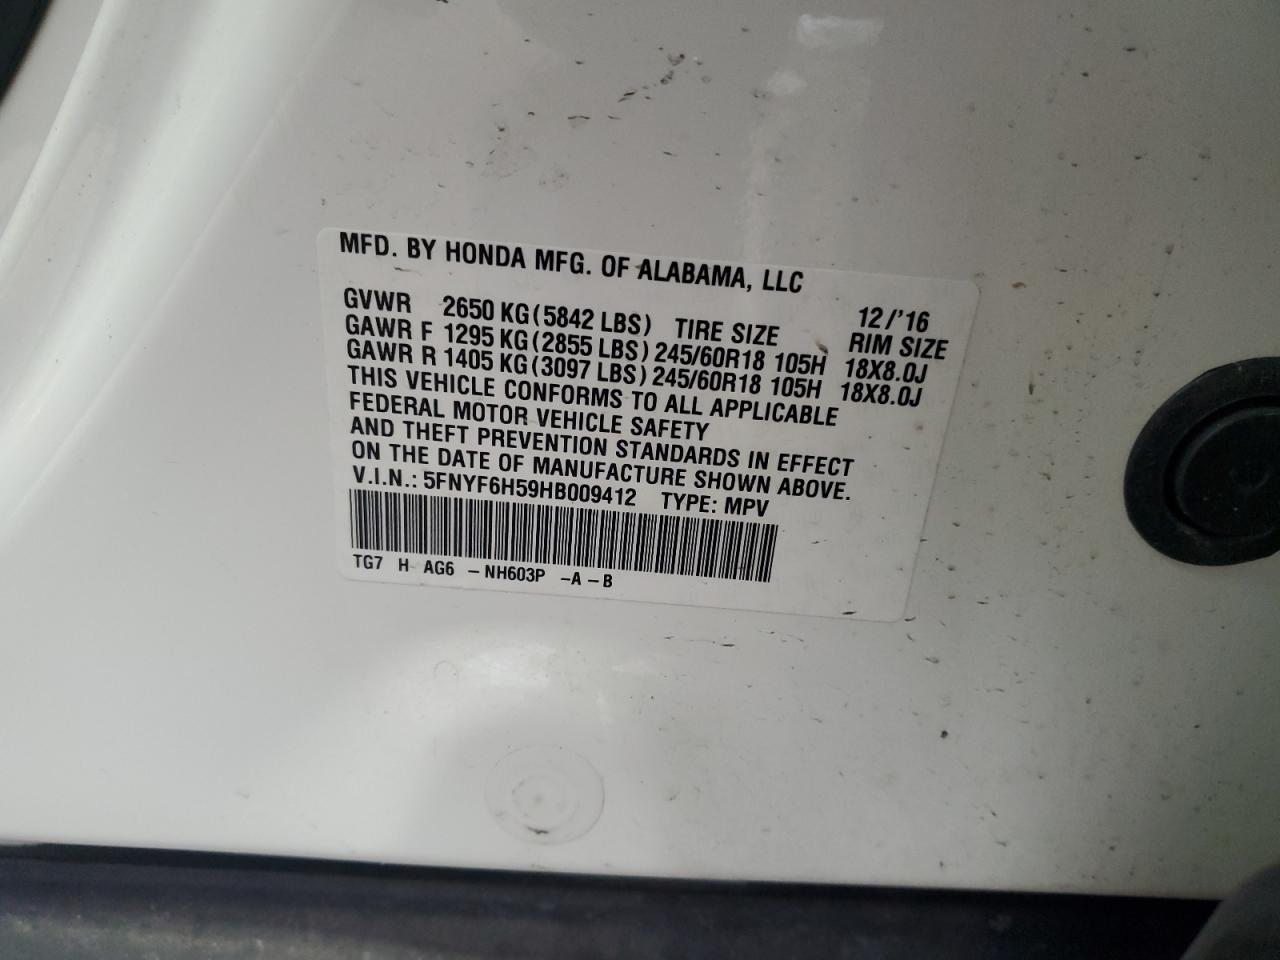 MFD. BY HONDA MFG. OF ALABAMA, LLC
12/'16
GVWR 2650 KG(5842 LBS) TIRE SIZE RIM SIZE
GAWR F 1295 KG(2855 LBS)245/60R18 105H 18X8.0J
GAWR R 1405 KG(3097 LBS)245/60R18 105H 18X8.0J
THIS VEHICLE CONFORMS TO ALL APPLICABLE
FEDERAL MOTOR VEHICLE SAFETY
AND THEFT PREVENTION STANDARDS IN EFFECT
ON THE DATE OF MANUFACTURE SHOWN ABOVE.
V.I.N.: 5FNYF6H59HB009412 TYPE: MPV
TG7 H- AG6 -NH603P -A-B